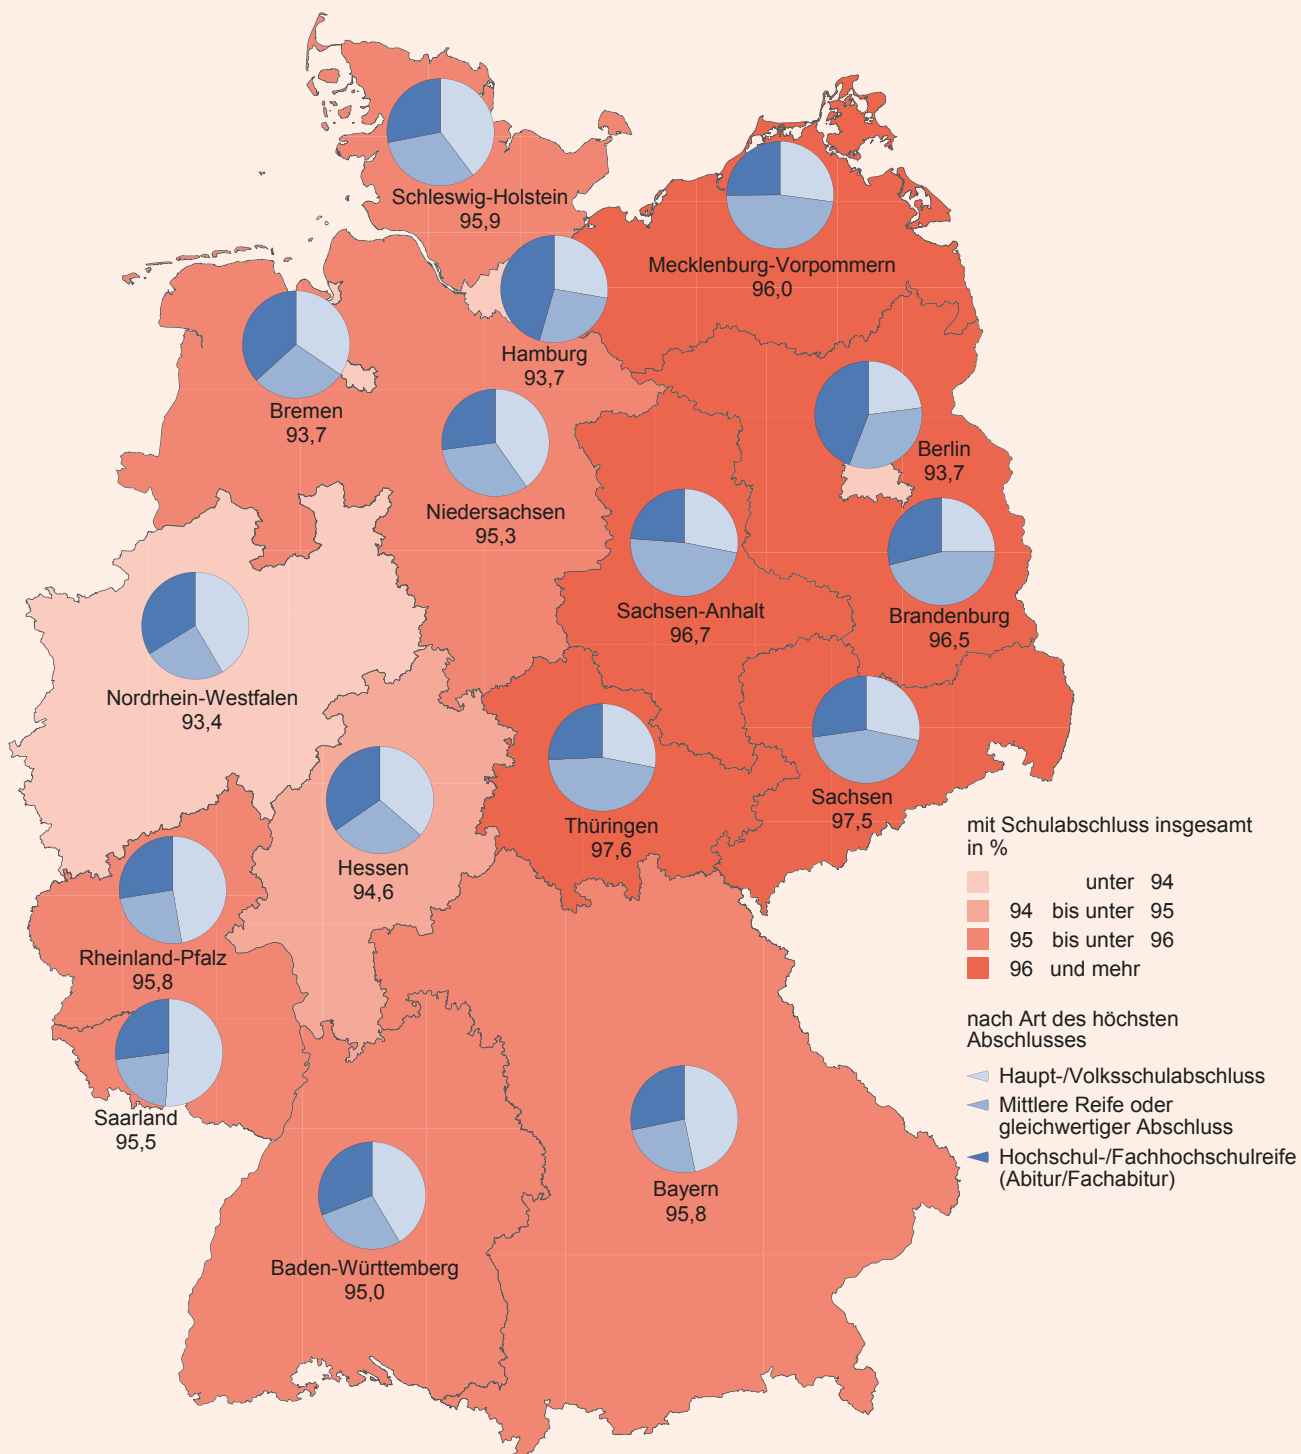 Schleswig-Holstein
95,9
Mecklenburg-Vorpommern
96,0
Hamburg
93,7
Bremen
93,7
Berlin
93,7
Niedersachsen
95,3
Sachsen-Anhalt
96,7
Brandenburg
96,5
Nordrhein-Westfalen
93,4
Sachsen
97,5
Thüringen
97,6
Hessen
94,6
Rheinland-Pfalz
95,8
Saarland
95,5
Bayern
95,8
Baden-Württemberg
95,0
mit Schulabschluss insgesamt
in %
unter 94
94 bis unter 95
95 bis unter 96
96 und mehr
nach Art des höchsten
Abschlusses
Haupt-/Volksschulabschluss
Mittlere Reife oder
gleichwertiger Abschluss
Hochschul-/Fachhochschulreife
(Abitur/Fachabitur)